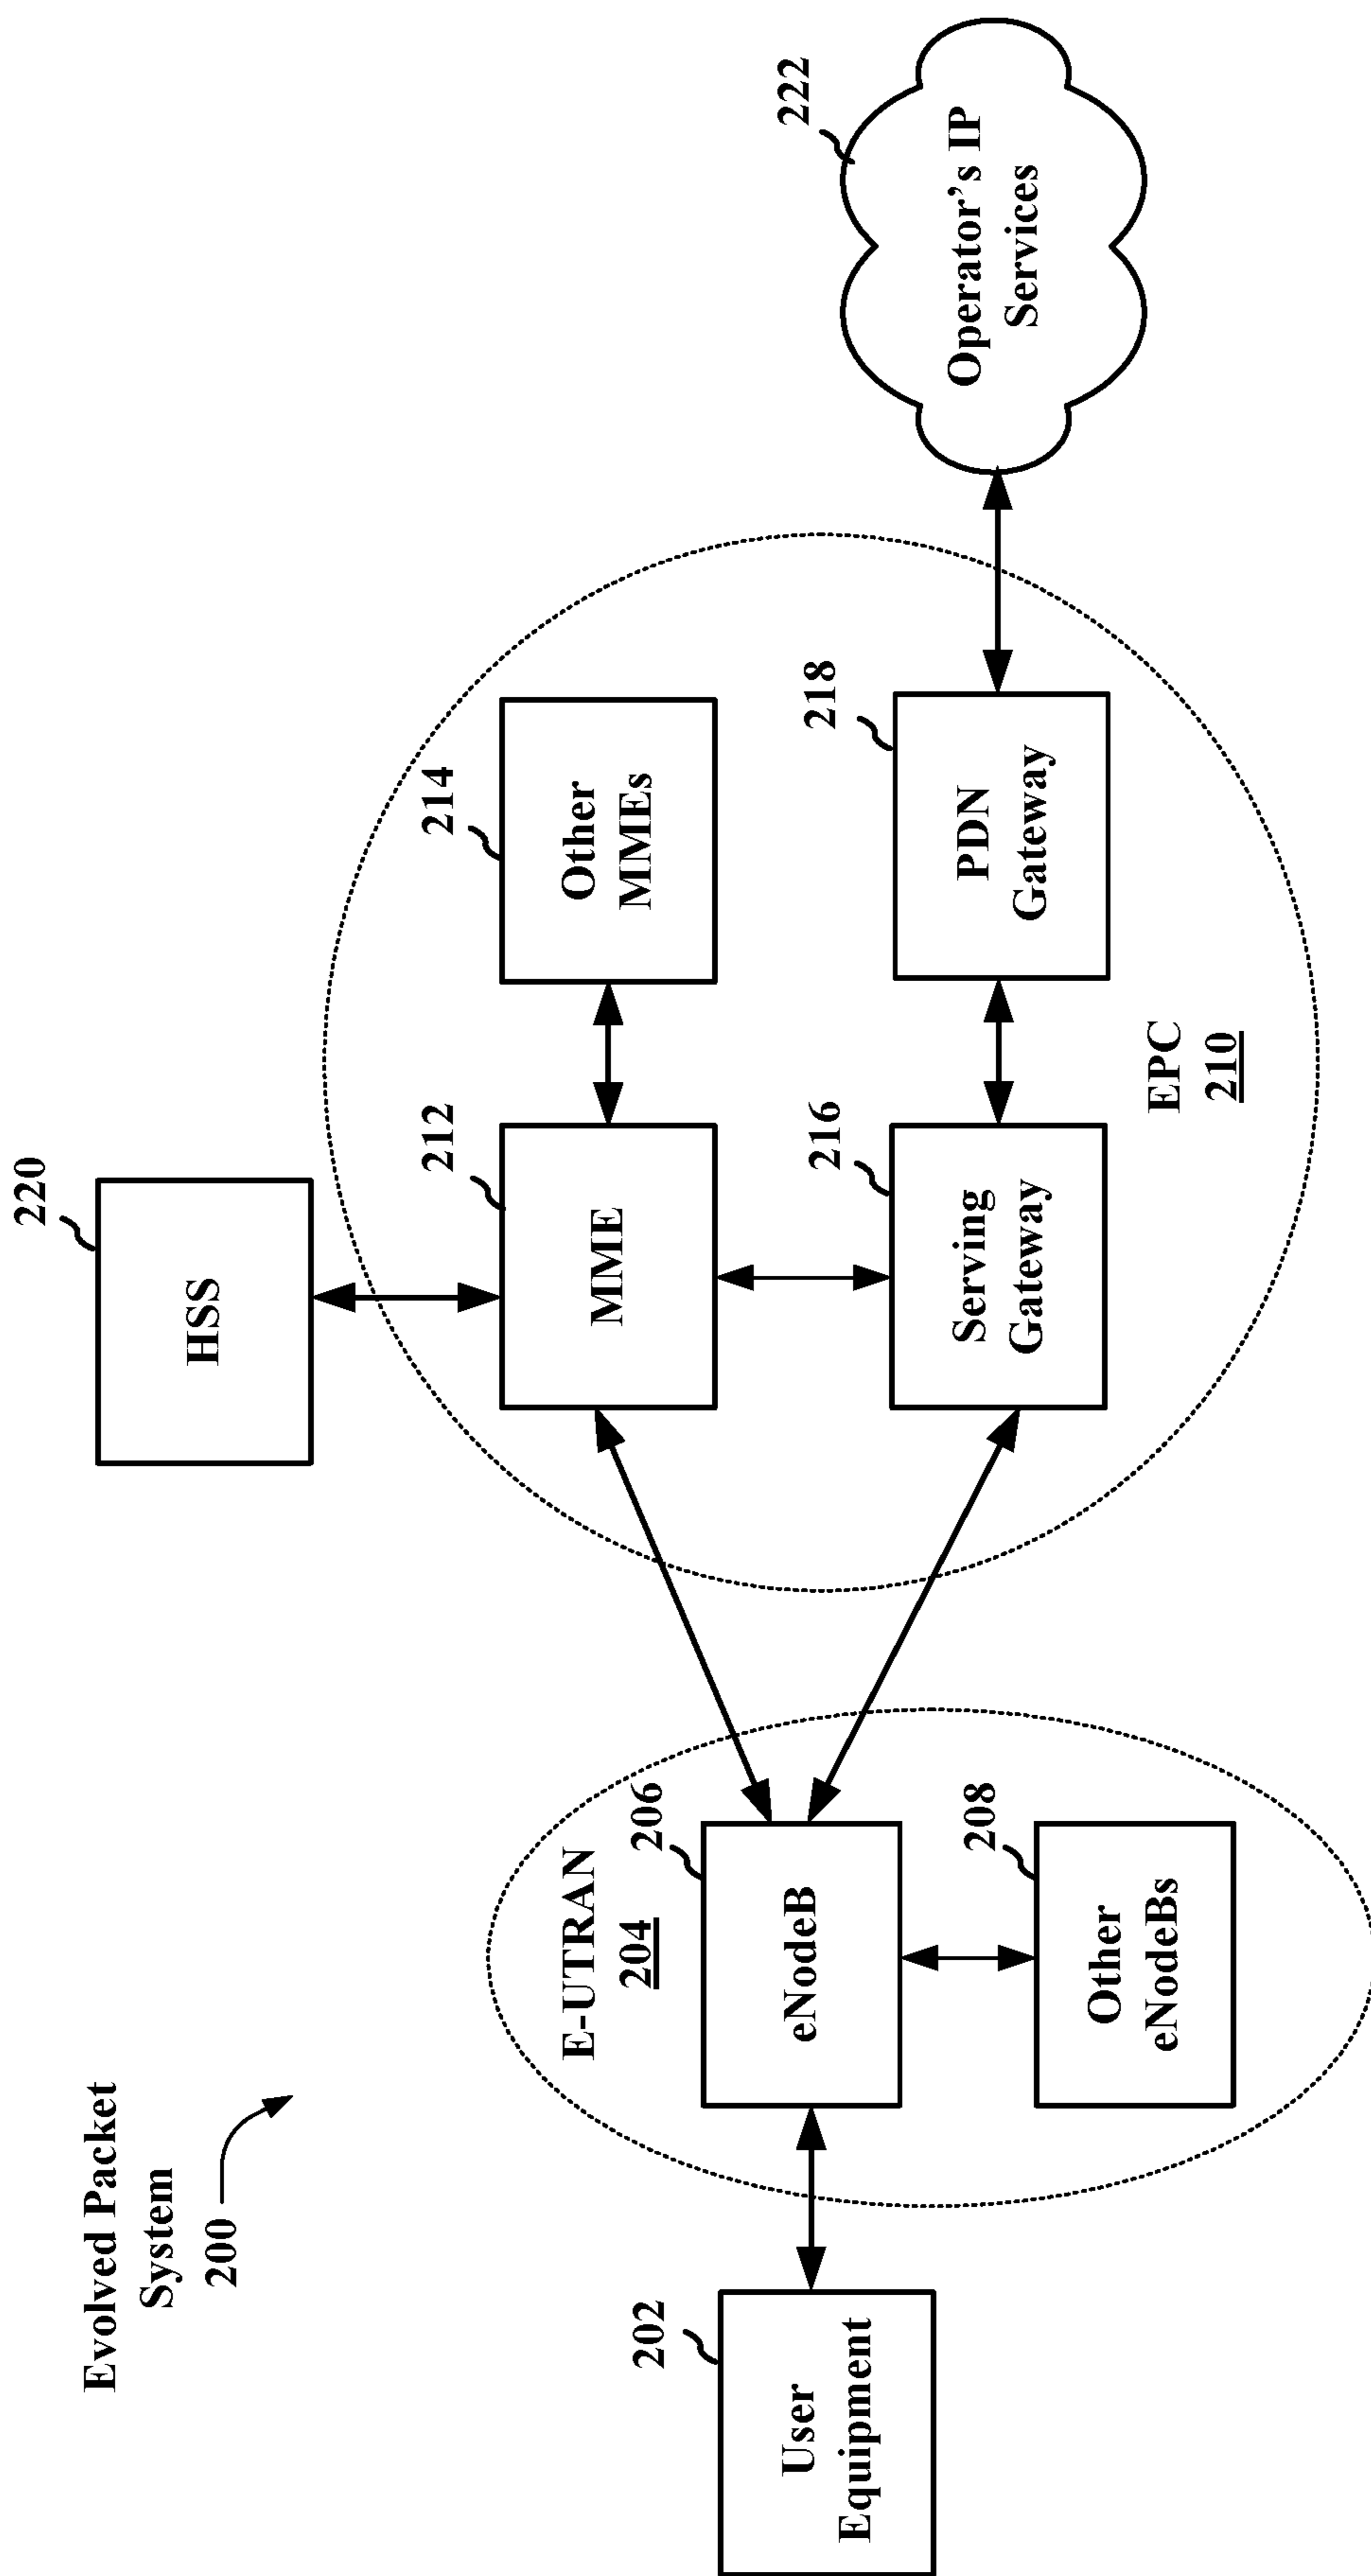 Evolved Packet
System
200
220
HSS
E-UTRAN
204
202
User
Equipment
206
eNodeB
208
Other
eNodeBs
212
MME
214
Other
MMEs
216
Serving
Gateway
218
PDN
Gateway
EPC
210
222
Operator's IP
Services